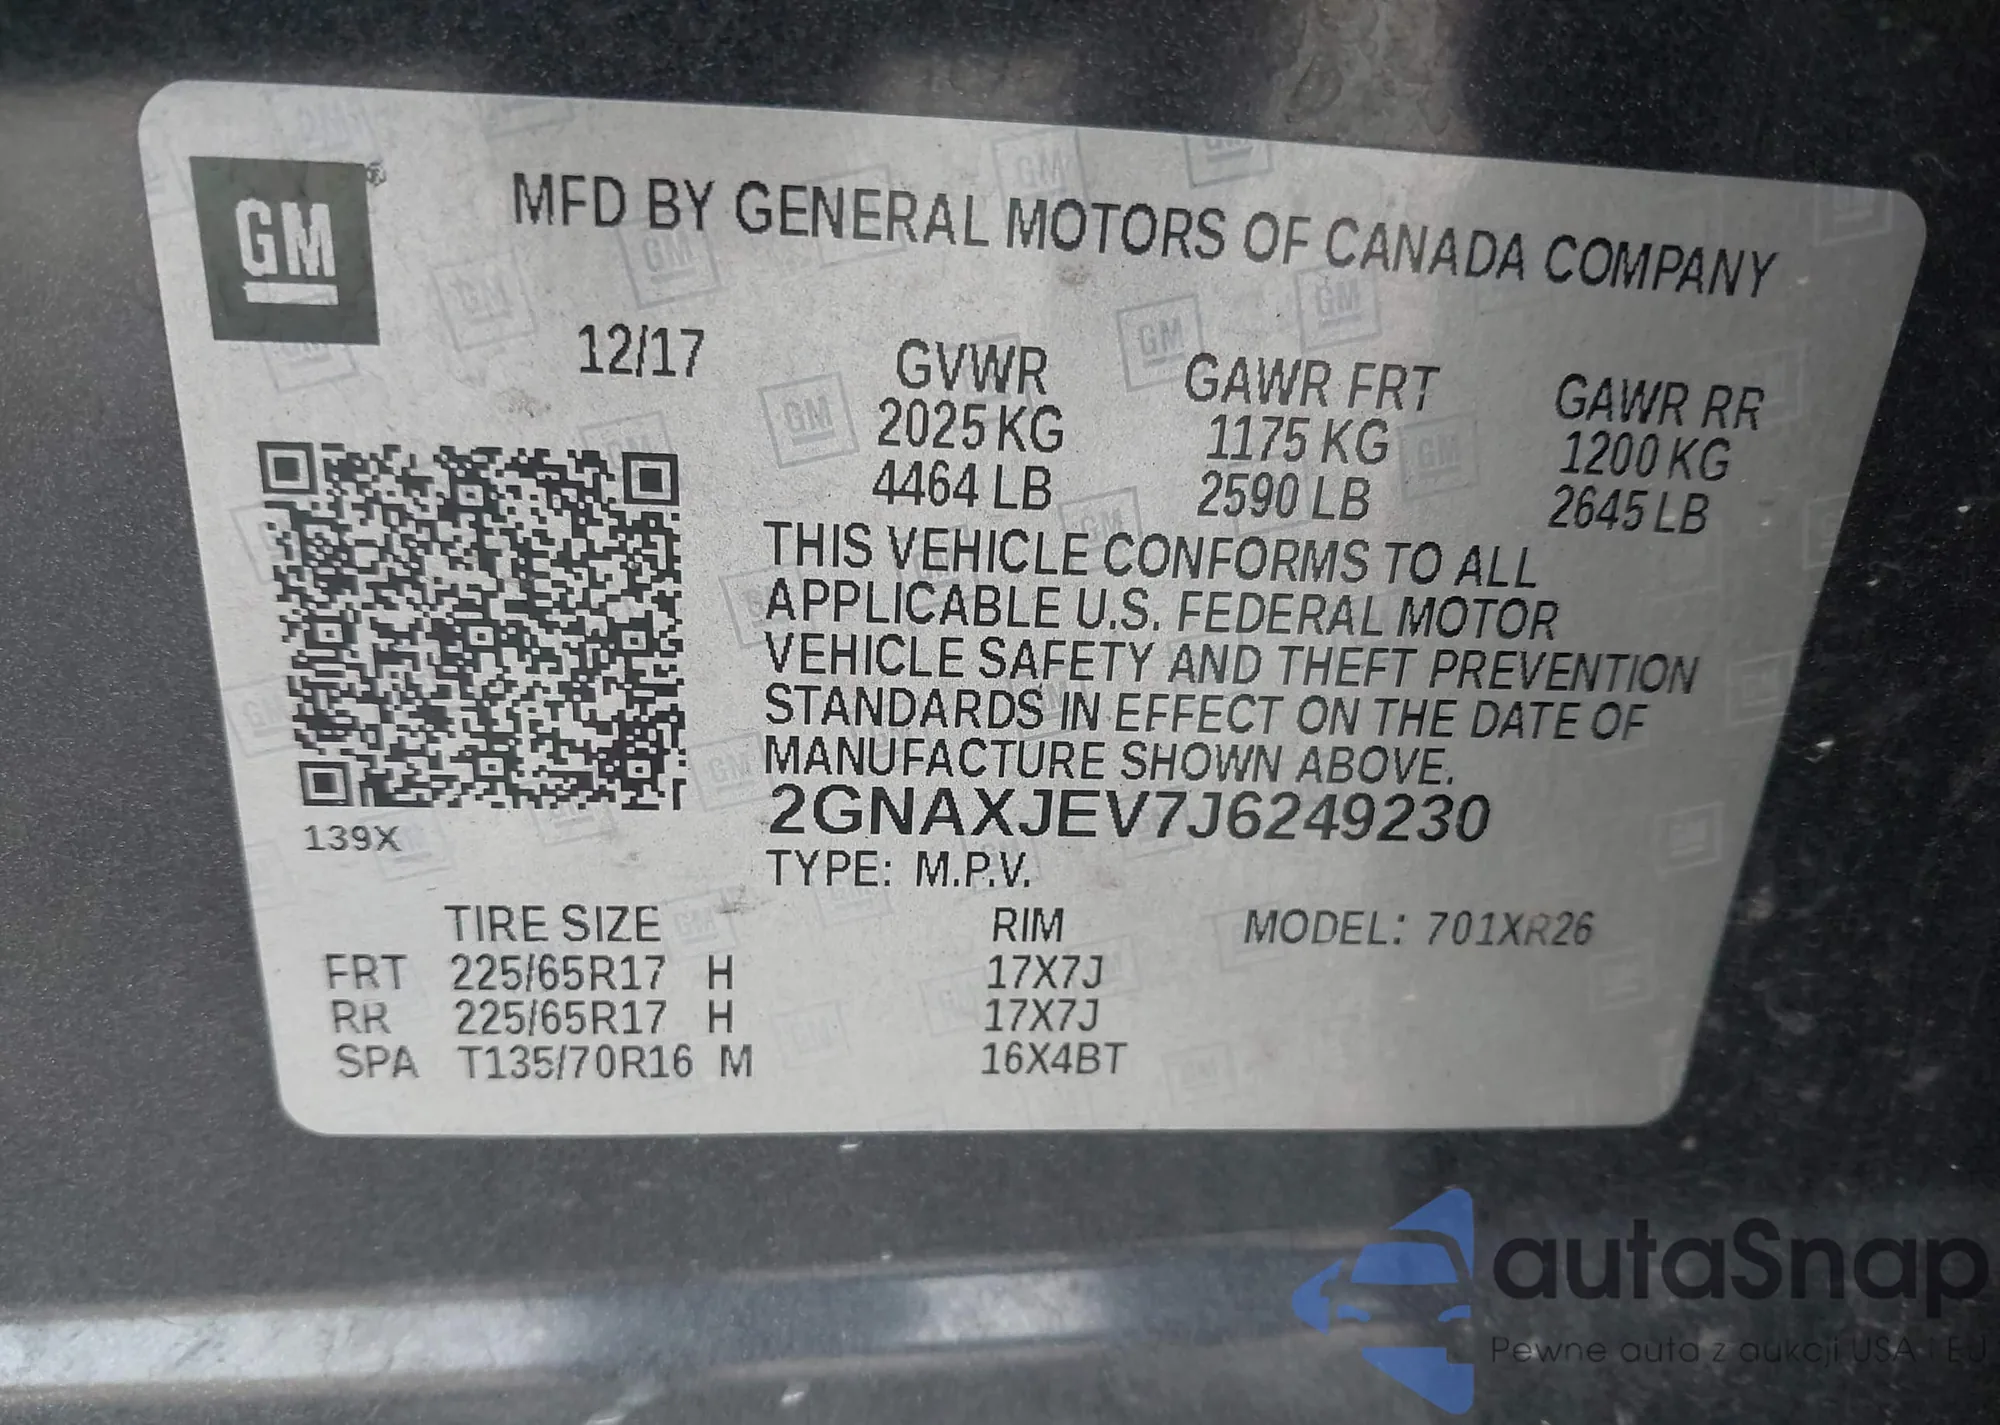 GM®
MFD BY GENERAL MOTORS OF CANADA COMPANY
12/17
GVWR GAWR FRT GAWR RR
2025 KG 1175 KG 1200 KG
4464 LB 2590 LB 2645 LB
THIS VEHICLE CONFORMS TO ALL
APPLICABLE U.S. FEDERAL MOTOR
VEHICLE SAFETY AND THEFT PREVENTION
STANDARDS IN EFFECT ON THE DATE OF
MANUFACTURE SHOWN ABOVE.
2GNAXJEV7J6249230
139X
TYPE: M.P.V.
TIRE SIZE RIM MODEL: 701XR26
FRT 225/65R17 H 17X7J
RR 225/65R17 H 17X7J
SPA T135/70R16 M 16X4BT
autaSnap
Pewne auta z aukcji USA i EU